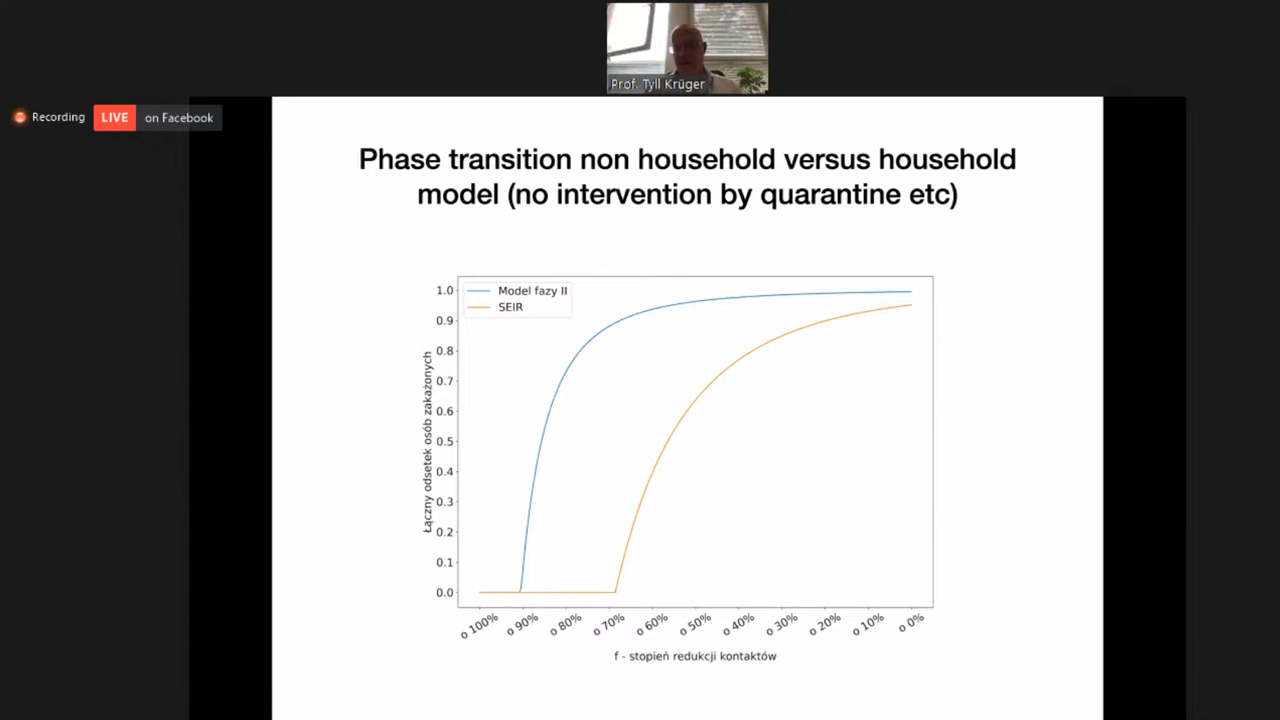 Prof. Tyll Krüger
Recording
LIVE
on Facebook
Phase transition non household versus household
model (no intervention by quarantine etc)
Model fazy II
SEIR
1.0
0.9
0.8
0.7
0.6
0.5
0.4
0.3
0.2
0.1
0.0
Łączny odsetek osób zakażonych
o 100%
o 90%
o 80%
o 70%
o 60%
o 50%
o 40%
o 30%
o 20%
o 10%
o 0%
f - stopień redukcji kontaktów